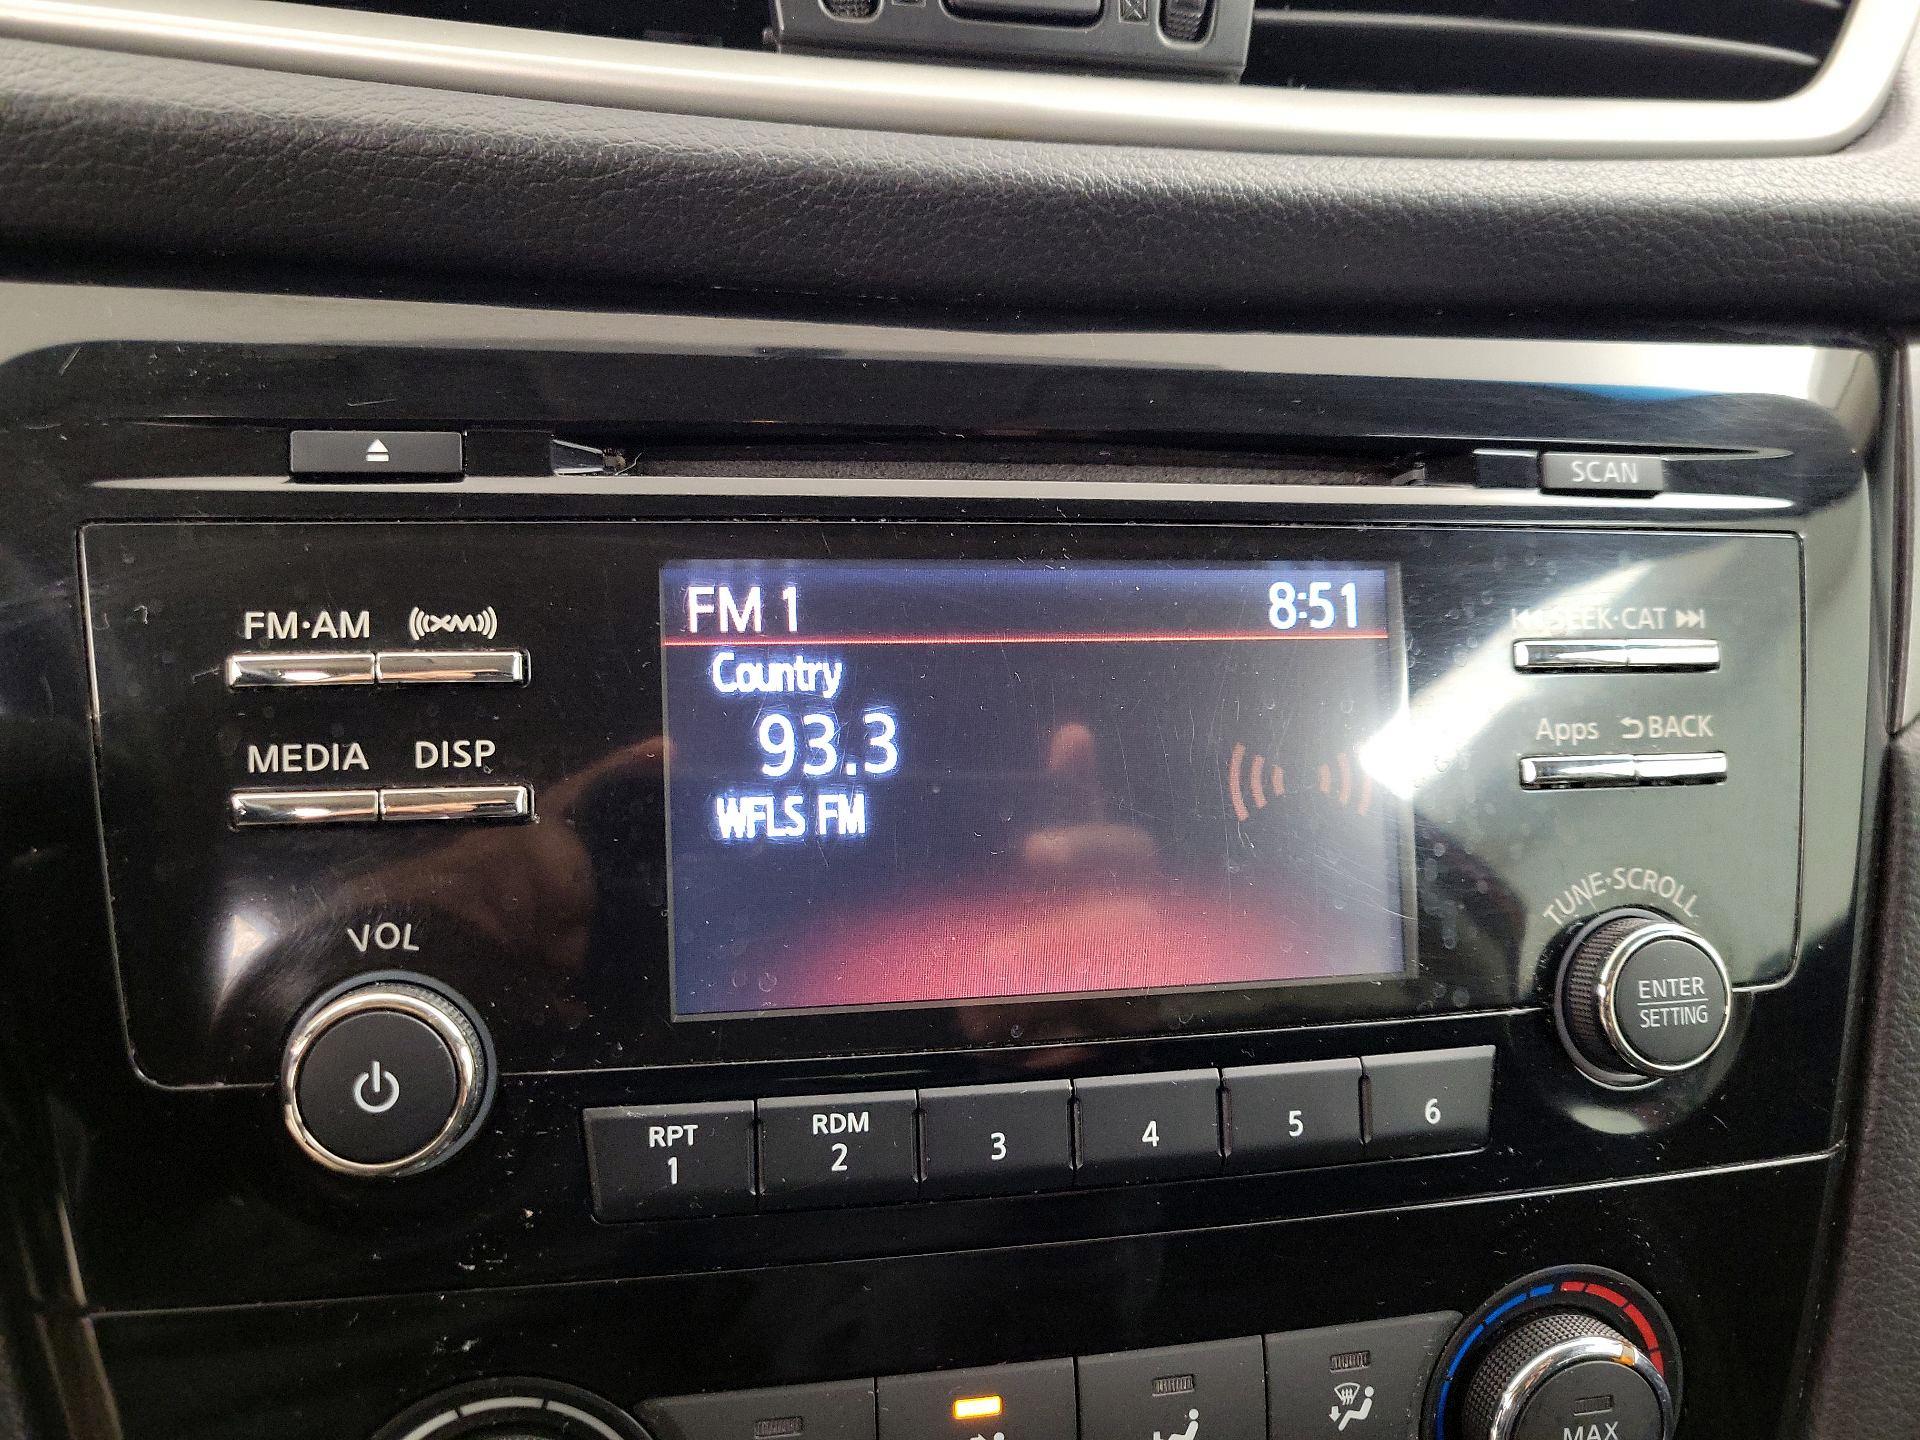 SCAN
FM·AM XM
FM 1 8:51
SEEK·CAT
Country
93.3
WFLS FM
MEDIA DISP
Apps BACK
VOL
TUNE·SCROLL
ENTER
SETTING
RPT
1
RDM
2
3
4
5
6
MAX